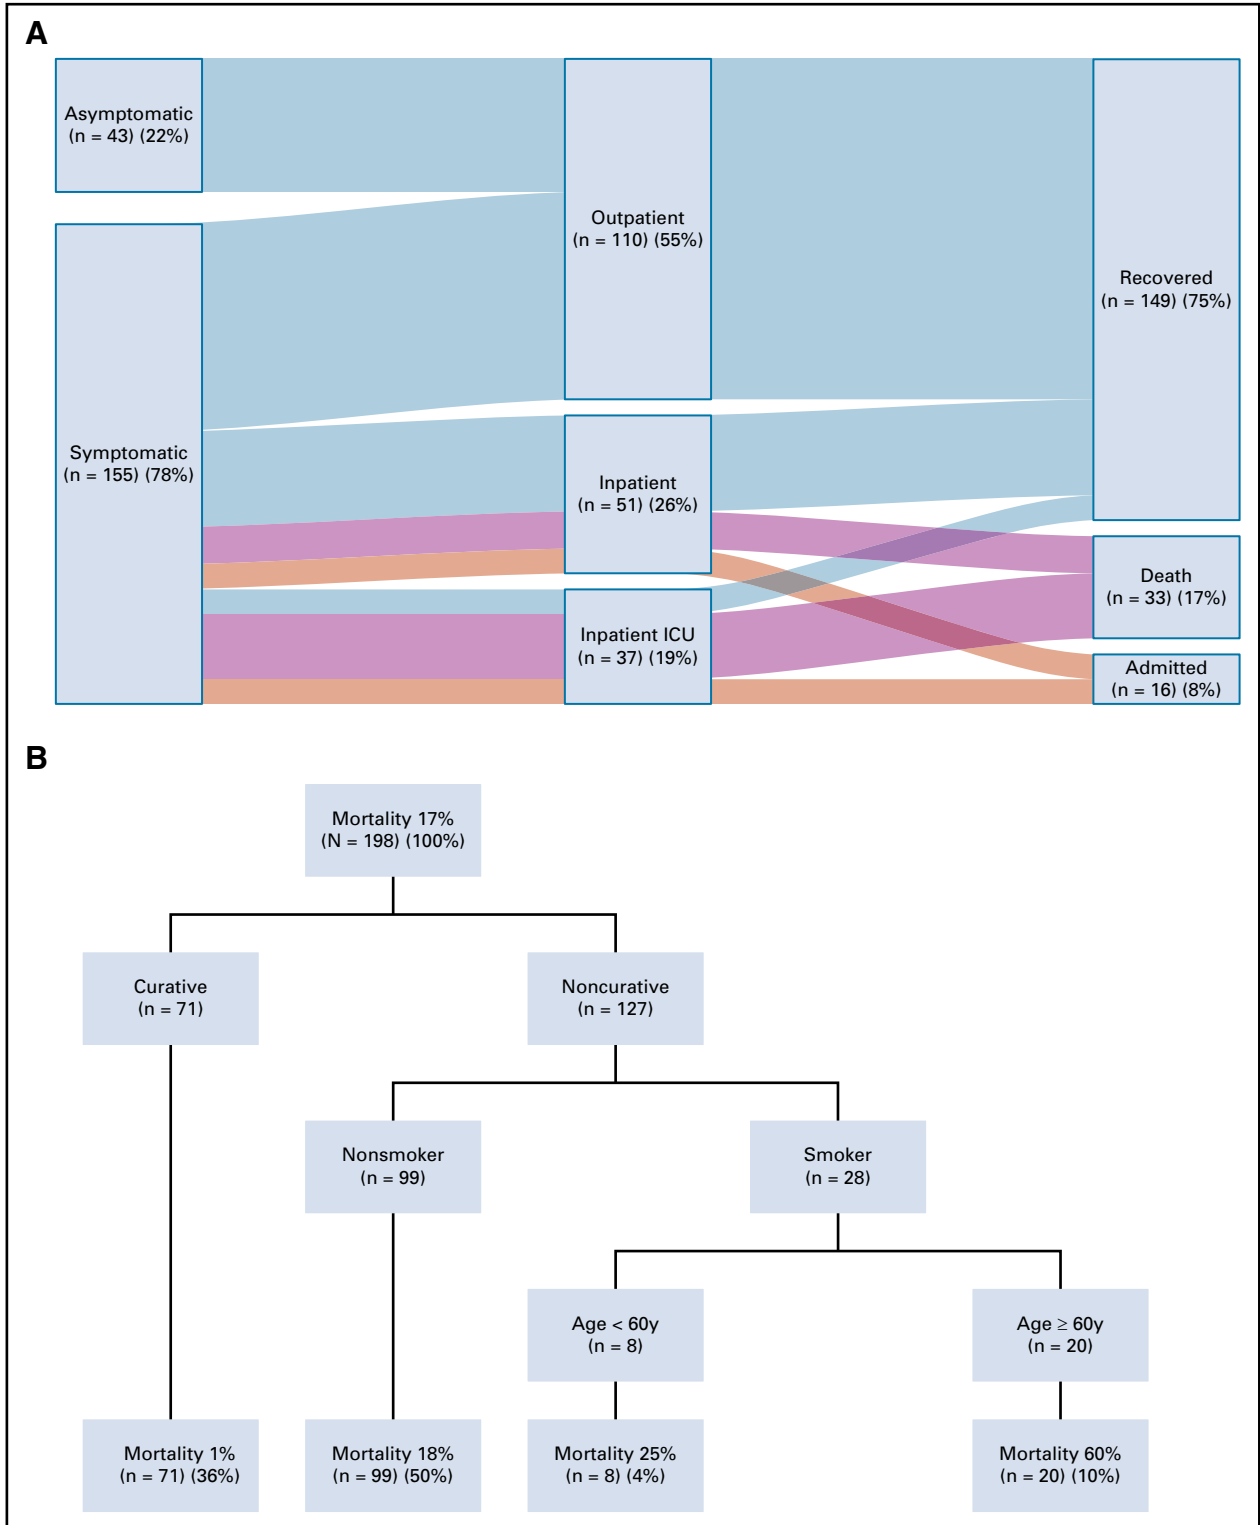 A
Asymptomatic
(n = 43) (22%)
Symptomatic
(n = 155) (78%)
Outpatient
(n = 110) (55%)
Inpatient
(n = 51) (26%)
Inpatient ICU
(n = 37) (19%)
Recovered
(n = 149) (75%)
Death
(n = 33) (17%)
Admitted
(n = 16) (8%)
B
Mortality 17%
(N = 198) (100%)
Curative
(n = 71)
Noncurative
(n = 127)
Nonsmoker
(n = 99)
Smoker
(n = 28)
Age < 60y
(n = 8)
Age ≥ 60y
(n = 20)
Mortality 1%
(n = 71) (36%)
Mortality 18%
(n = 99) (50%)
Mortality 25%
(n = 8) (4%)
Mortality 60%
(n = 20) (10%)